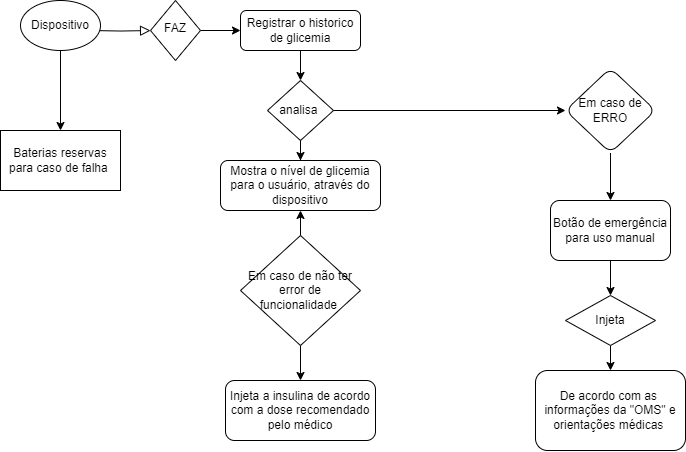 Dispositivo
FAZ
Registrar o historico
de glicemia
analisa
Em caso de
ERRO
Baterias reservas
para caso de falha
Mostra o nível de glicemia
para o usuário, através do
dispositivo
Botão de emergência
para uso manual
Em caso de não ter
error de
funcionalidade
Injeta
Injeta a insulina de acordo
com a dose recomendado
pelo médico
De acordo com as
informações da "OMS" e
orientações médicas